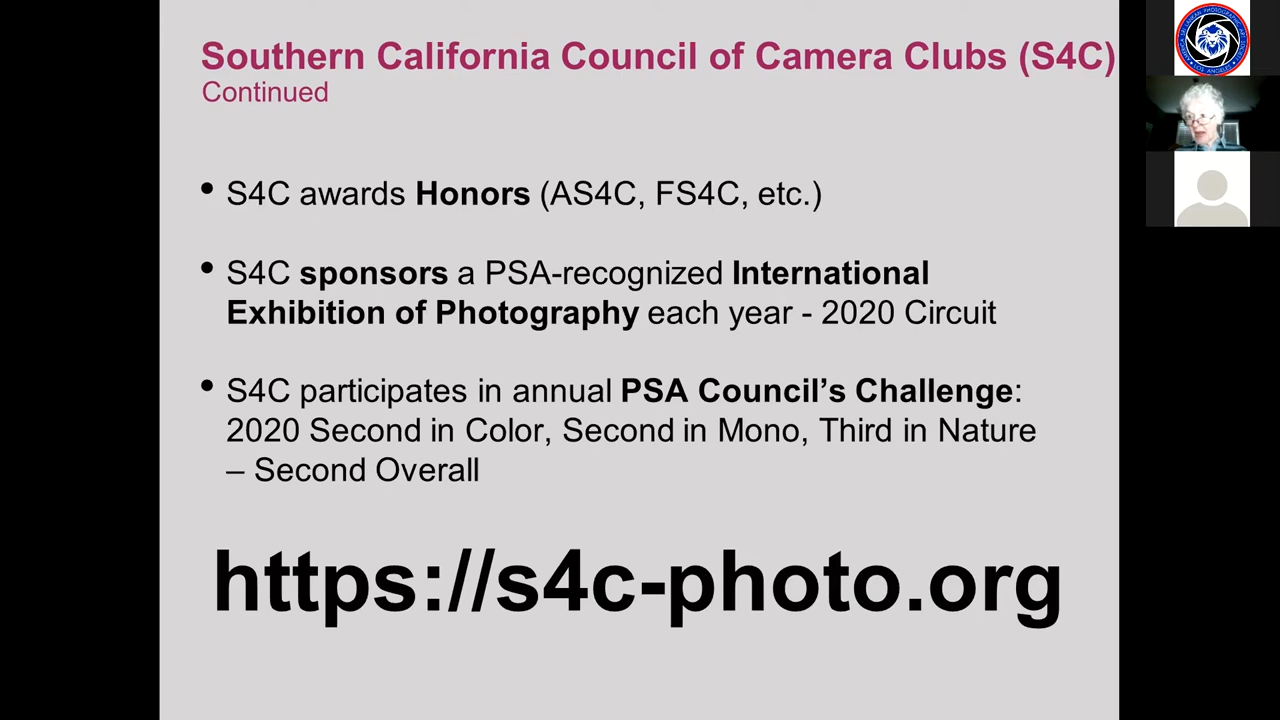 Southern California Council of Camera Clubs (S4C)
Continued
• S4C awards Honors (AS4C, FS4C, etc.)
• S4C sponsors a PSA-recognized International
Exhibition of Photography each year - 2020 Circuit
• S4C participates in annual PSA Council’s Challenge:
2020 Second in Color, Second in Mono, Third in Nature
– Second Overall
https://s4c-photo.org
LOS ANGELES